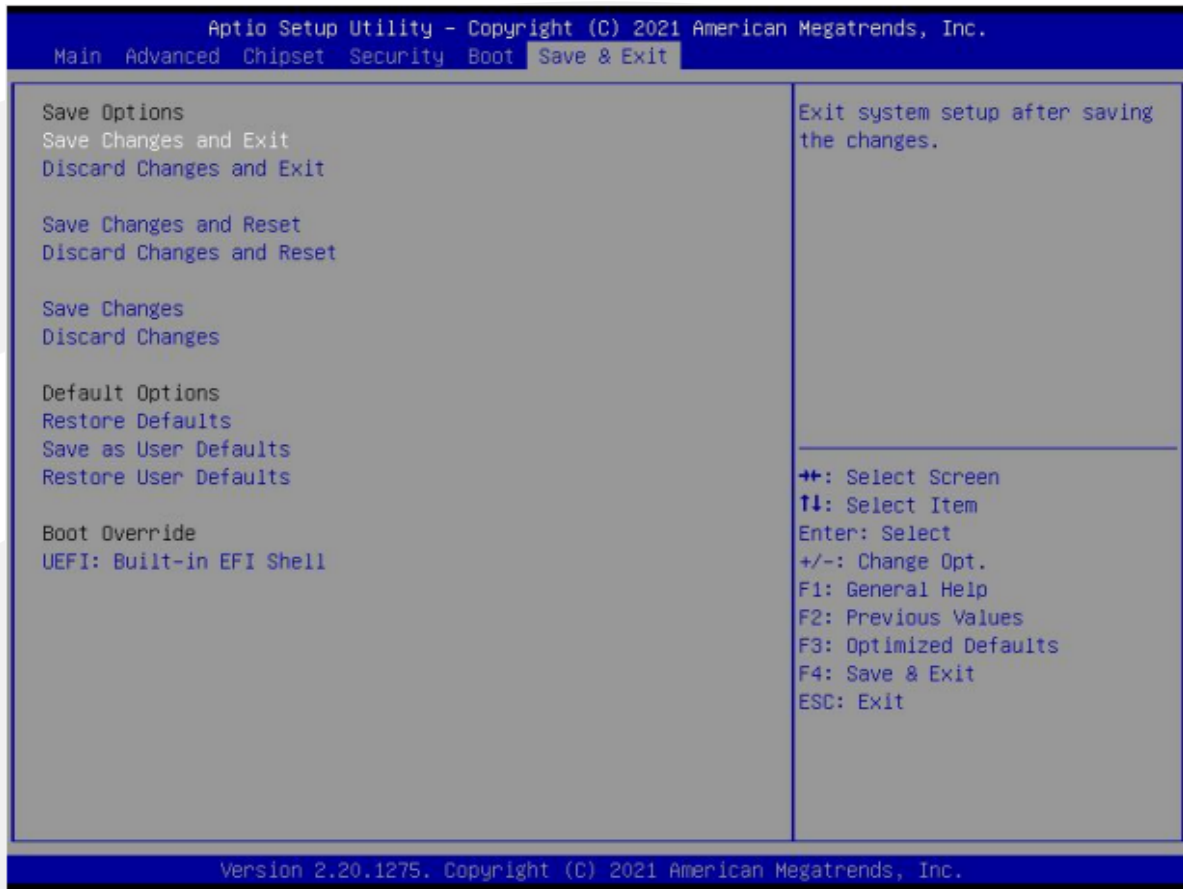 Aptio Setup Utility – Copyright (C) 2021 American Megatrends, Inc.
Main Advanced Chipset Security Boot Save & Exit
Save Options
Save Changes and Exit
Discard Changes and Exit
Save Changes and Reset
Discard Changes and Reset
Save Changes
Discard Changes
Default Options
Restore Defaults
Save as User Defaults
Restore User Defaults
Boot Override
UEFI: Built-in EFI Shell
Exit system setup after saving
the changes.
→←: Select Screen
↑↓: Select Item
Enter: Select
+/-: Change Opt.
F1: General Help
F2: Previous Values
F3: Optimized Defaults
F4: Save & Exit
ESC: Exit
Version 2.20.1275. Copyright (C) 2021 American Megatrends, Inc.